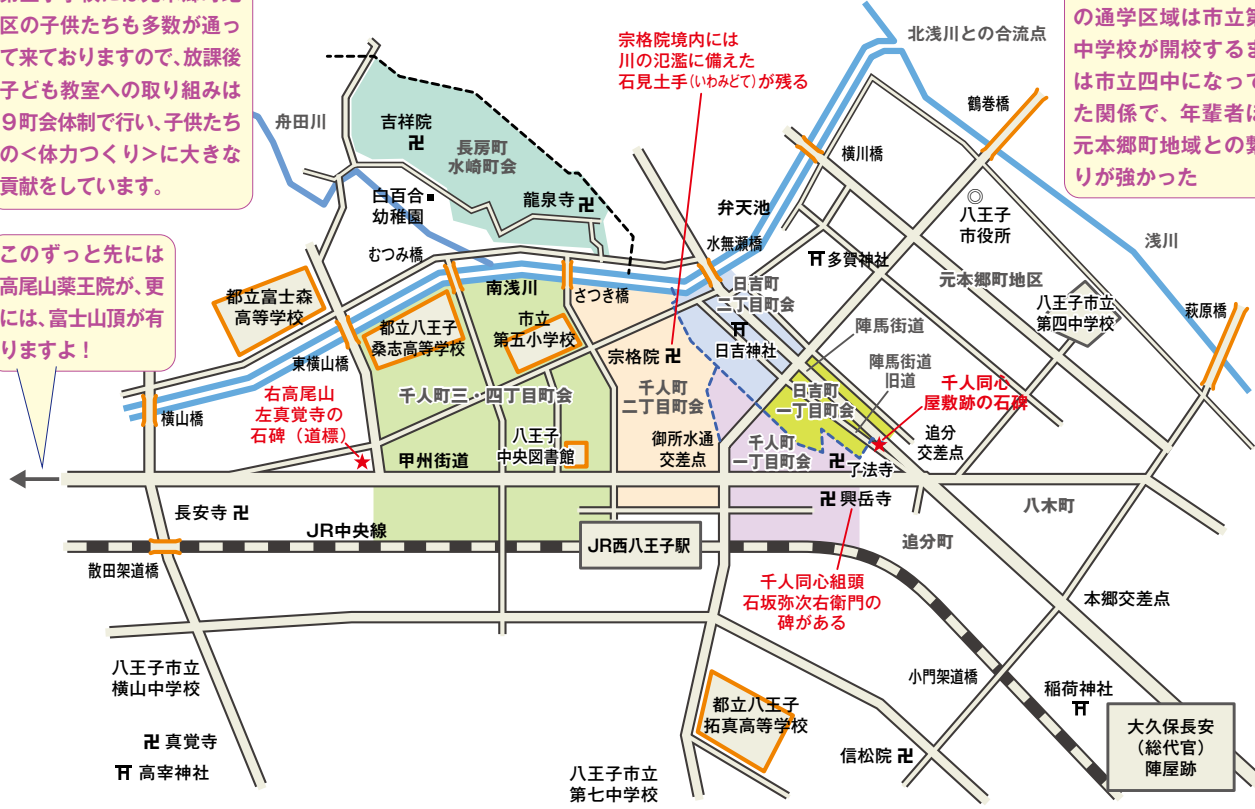 区の子供たちも多数が通っ
て来ておりますので、放課後
子ども教室への取り組みは
９町会体制で行い、子供たち
の<体力つくり>に大きな
貢献をしています。
このずっと先には
高尾山薬王院が、更
には、富士山頂が有
りますよ！
宗格院境内には
川の氾濫に備えた
石見土手(いわみどて)が残る
北浅川との合流点
の通学区域は市立第
中学校が開校するま
は市立四中になって
た関係で、年輩者に
元本郷町地域との繋
りが強かった
舟田川
吉祥院
長房町
水崎町会
白百合
幼稚園
龍泉寺
むつみ橋
南浅川
さつき橋
弁天池
水無瀬橋
横川橋
鶴巻橋
八王子
市役所
浅川
多賀神社
元本郷町地区
八王子市立
第四中学校
萩原橋
都立富士森
高等学校
都立八王子
桑志高等学校
市立
第五小学校
日吉町
二丁目町会
日吉神社
宗格院
陣馬街道
陣馬街道
旧道
千人同心
屋敷跡の石碑
東横山橋
横山橋
右高尾山
左真覚寺の
石碑（道標）
千人町三・四丁目町会
千人町
二丁目町会
日吉町
一丁目町会
八王子
中央図書館
御所水通
交差点
千人町
一丁目町会
追分
交差点
了法寺
甲州街道
長安寺
興岳寺
八木町
JR中央線
JR西八王子駅
追分町
散田架道橋
千人同心組頭
石坂弥次右衛門の
碑がある
本郷交差点
八王子市立
横山中学校
小門架道橋
稲荷神社
都立八王子
拓真高等学校
大久保長安
（総代官）
陣屋跡
真覚寺
高宰神社
信松院
八王子市立
第七中学校